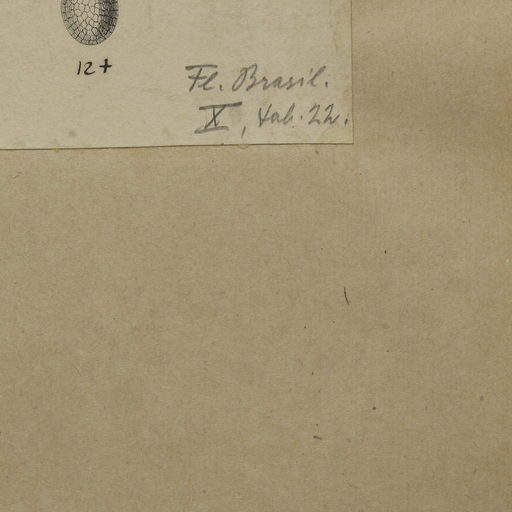 12+
Fl. Brasil.
X, tab. 22.